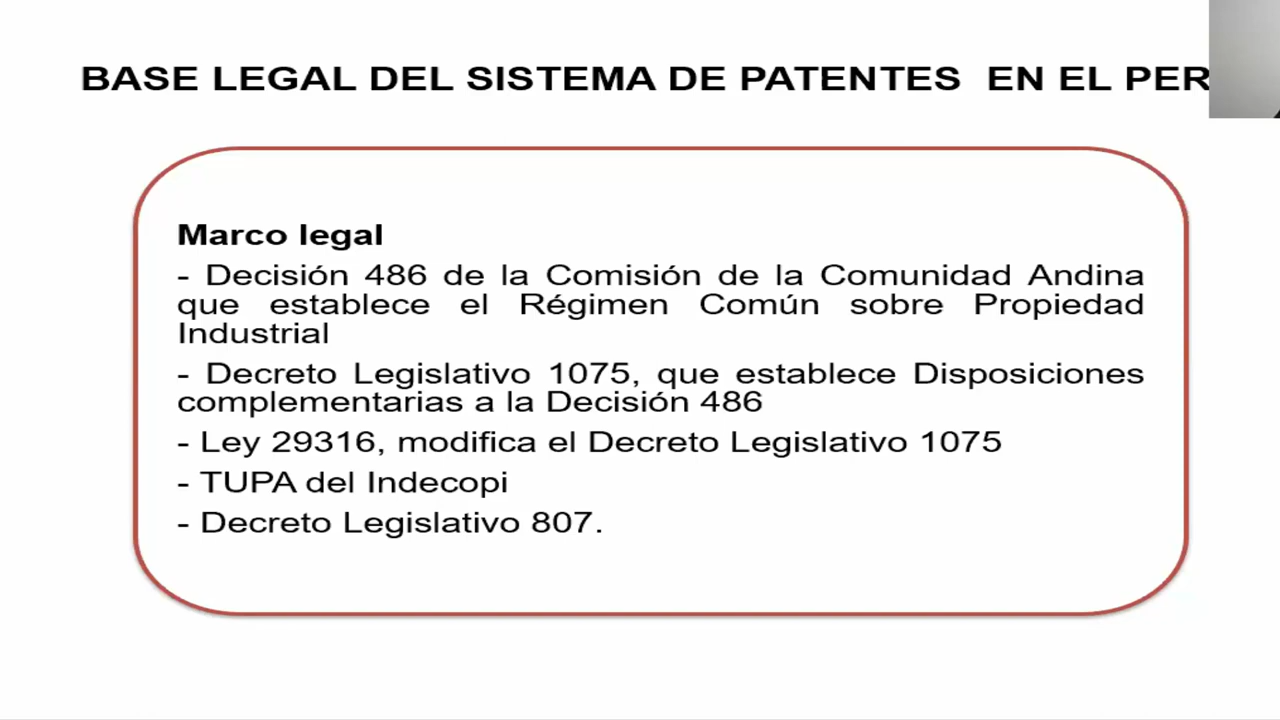 BASE LEGAL DEL SISTEMA DE PATENTES EN EL PER
Marco legal
- Decisión 486 de la Comisión de la Comunidad Andina
que establece el Régimen Común sobre Propiedad
Industrial
- Decreto Legislativo 1075, que establece Disposiciones
complementarias a la Decisión 486
- Ley 29316, modifica el Decreto Legislativo 1075
- TUPA del Indecopi
- Decreto Legislativo 807.